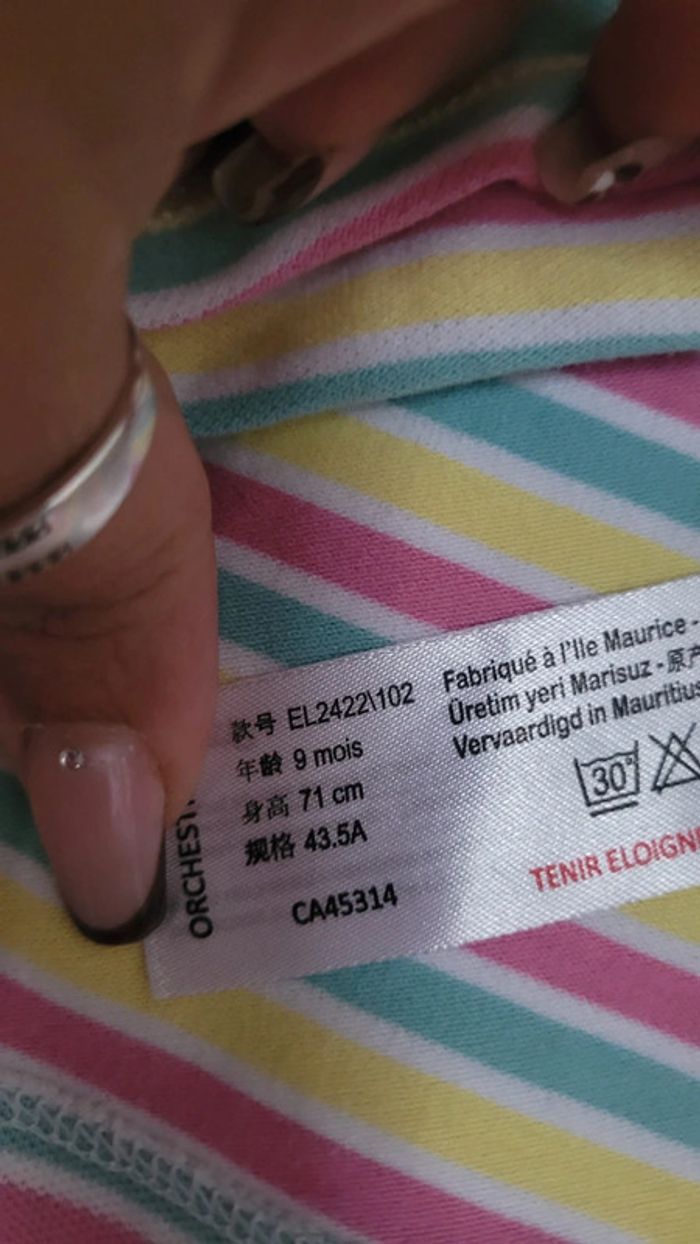 款号 EL2422\102
年龄 9 mois
身高 71 cm
规格 43.5A
CA45314
Fabriqué à l'Ile Maurice -
Üretim yeri Marisuz - 原产
Vervaardigd in Mauritius
30°
TENIR ELOIGN
ORCHEST